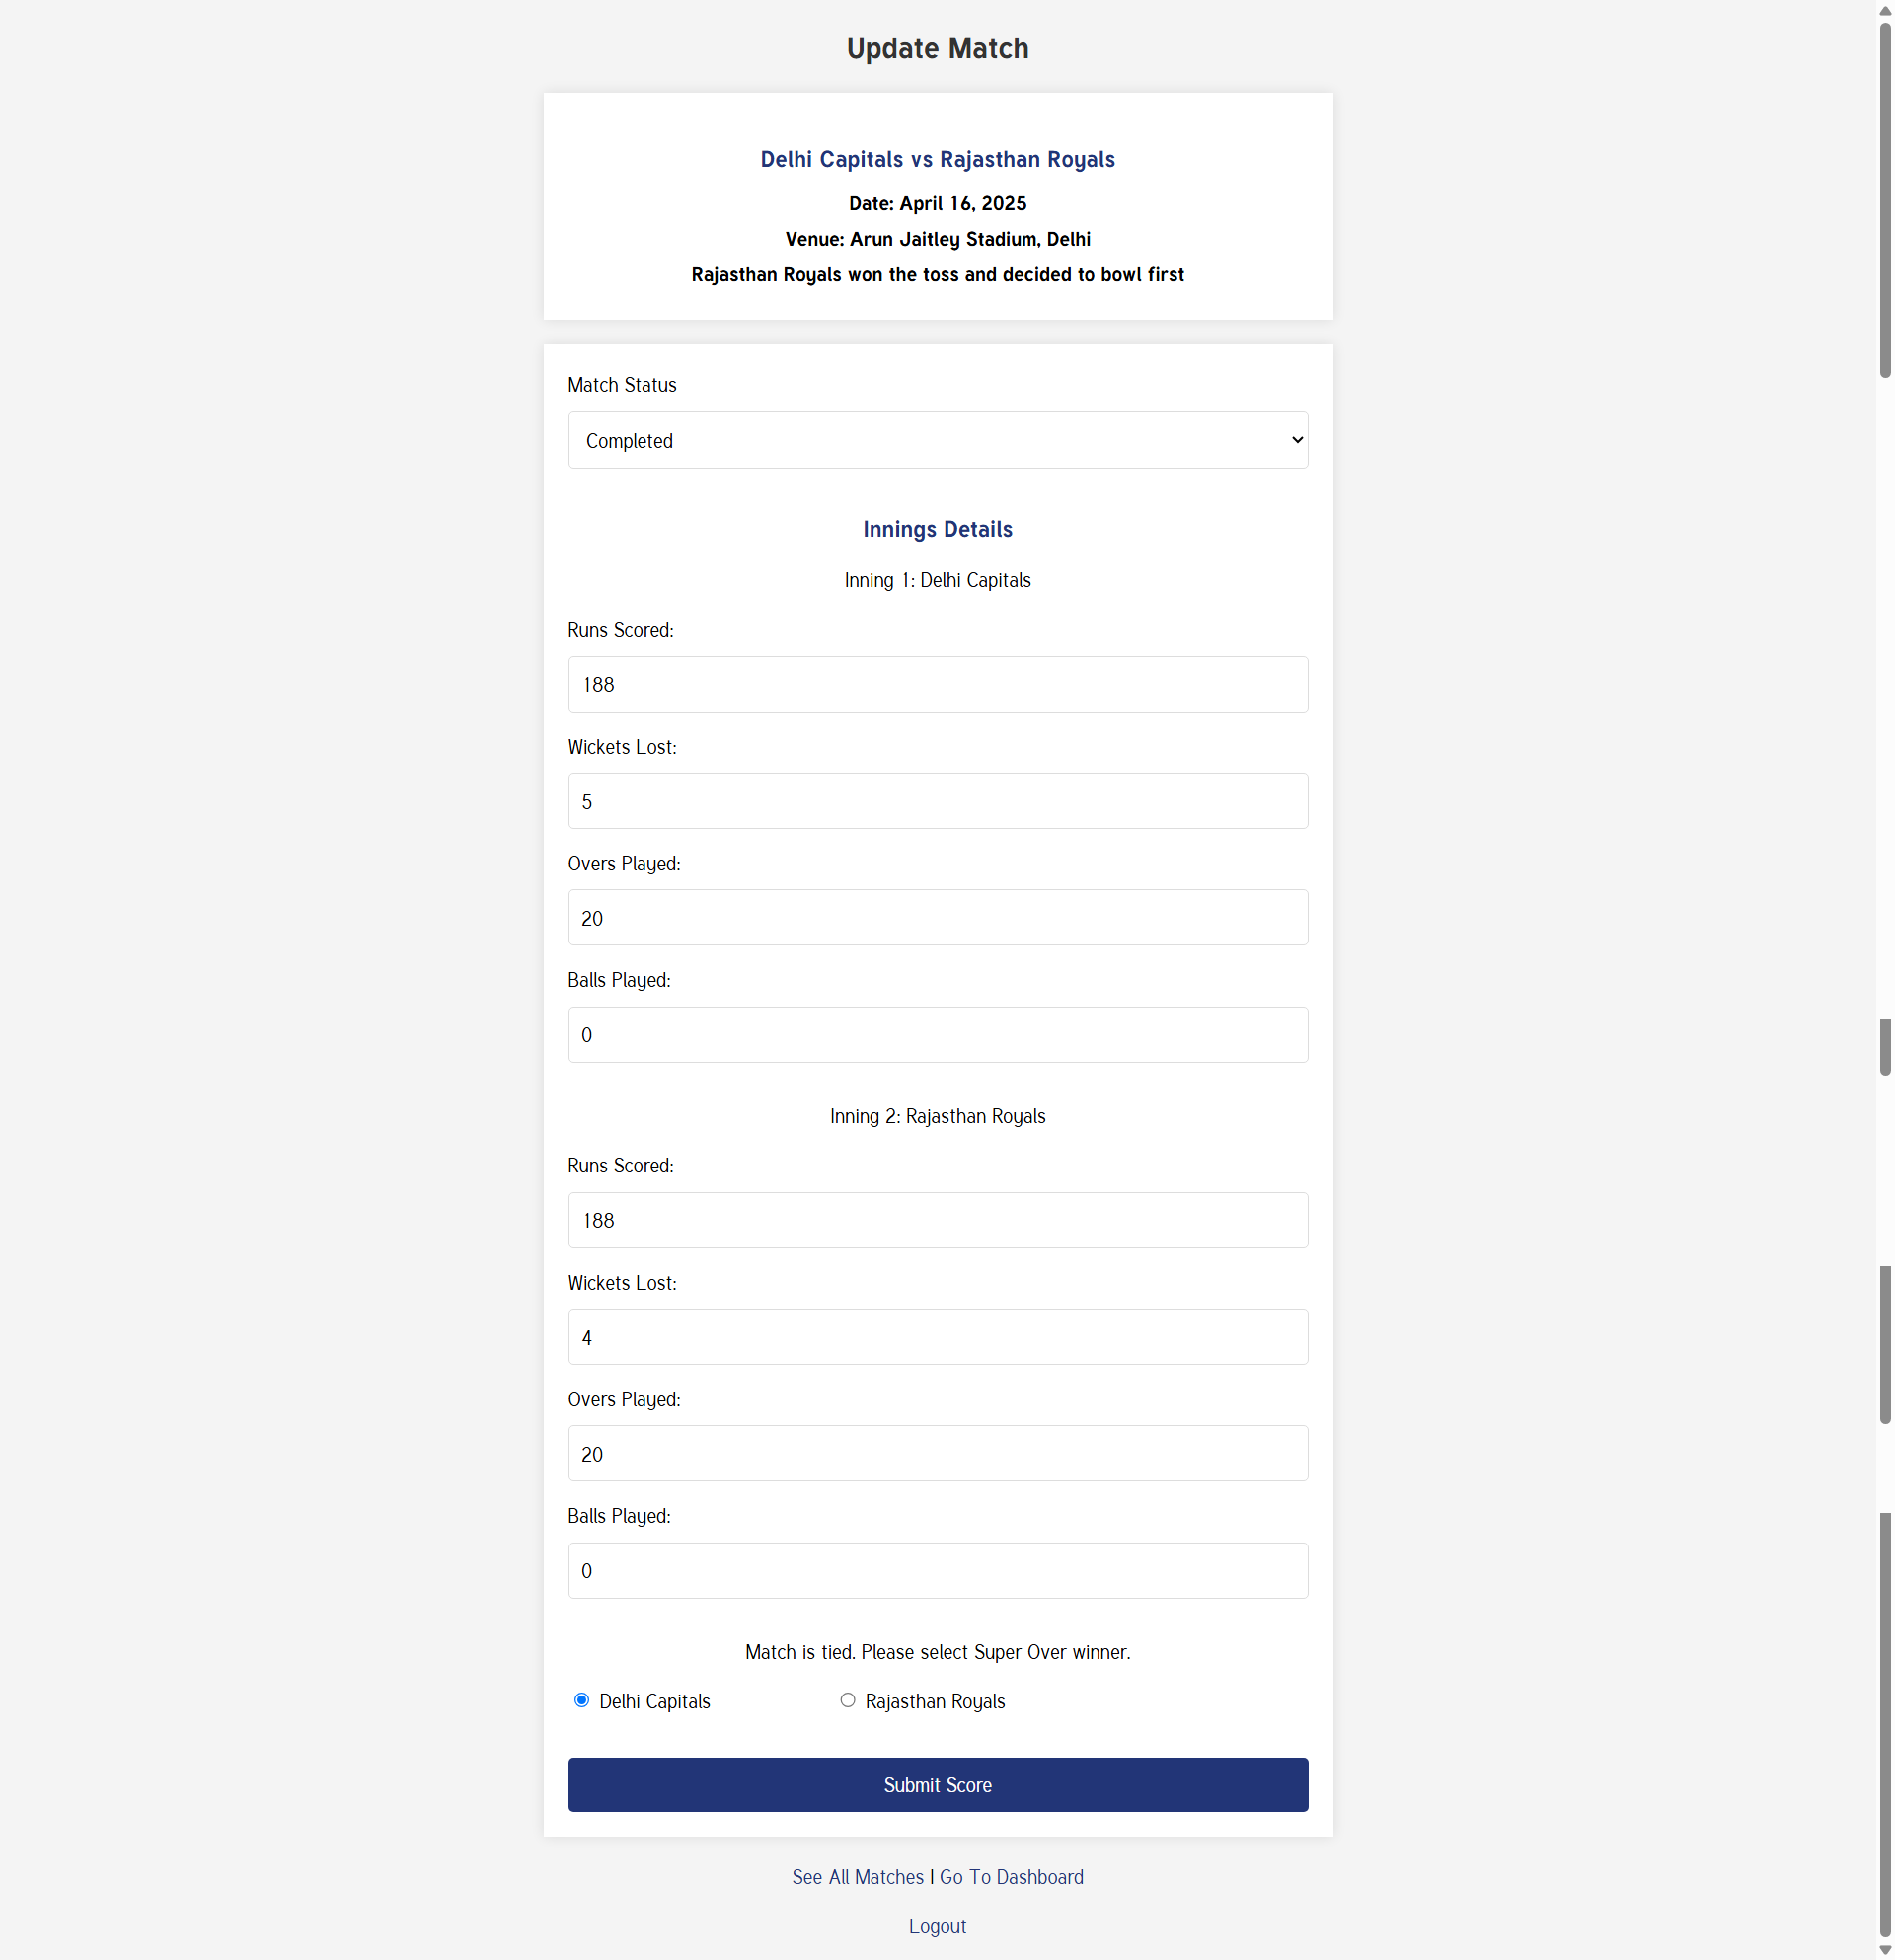 Update Match
Delhi Capitals vs Rajasthan Royals
Date: April 16, 2025
Venue: Arun Jaitley Stadium, Delhi
Rajasthan Royals won the toss and decided to bowl first
Match Status
Completed
Innings Details
Inning 1: Delhi Capitals
Runs Scored:
188
Wickets Lost:
5
Overs Played:
20
Balls Played:
0
Inning 2: Rajasthan Royals
Runs Scored:
188
Wickets Lost:
4
Overs Played:
20
Balls Played:
0
Match is tied. Please select Super Over winner.
Delhi Capitals Rajasthan Royals
Submit Score
See All Matches | Go To Dashboard
Logout